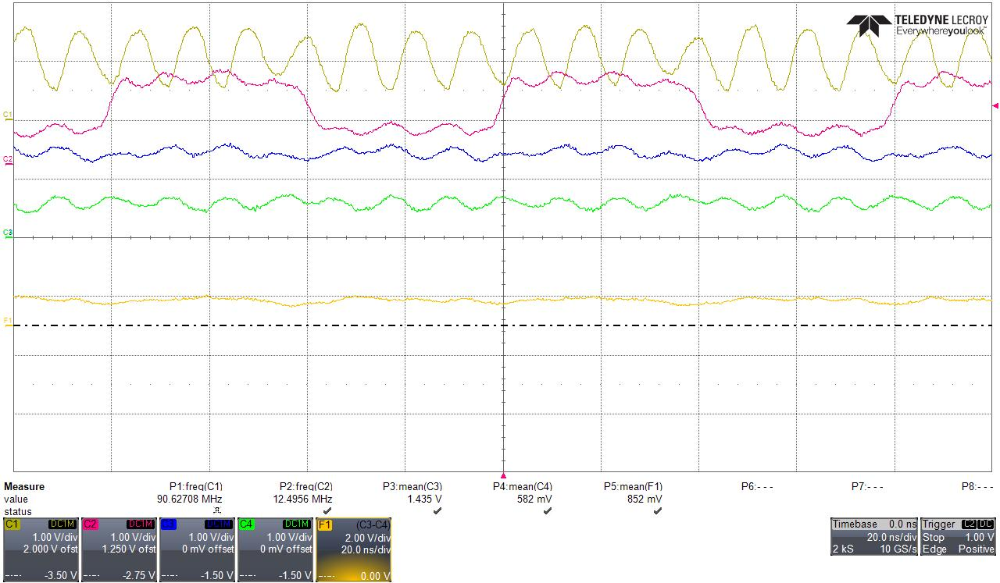 TELEDYNE LECROY
Everywhereyoulook™
C1
C2
C3
F1
Measure P1:freq(C1) P2:freq(C2) P3:mean(C3) P4:mean(C4) P5:mean(F1) P6:- - - P7:- - - P8:- - -
value 90.62708 MHz 12.4956 MHz 1.435 V 582 mV 852 mV
status
C1 DC1M C2 DC1M C3 DC1M C4 DC1M F1 (C3-C4) Timebase 0.0 ns Trigger C2 DC
1.00 V/div 1.00 V/div 1.00 V/div 1.00 V/div 2.00 V/div 20.0 ns/div Stop 1.00 V
2.000 V ofst 1.250 V ofst 0 mV offset 0 mV offset 20.0 ns/div 2 kS 10 GS/s Edge Positive
-3.50 V -2.75 V -1.50 V -1.50 V 0.00 V